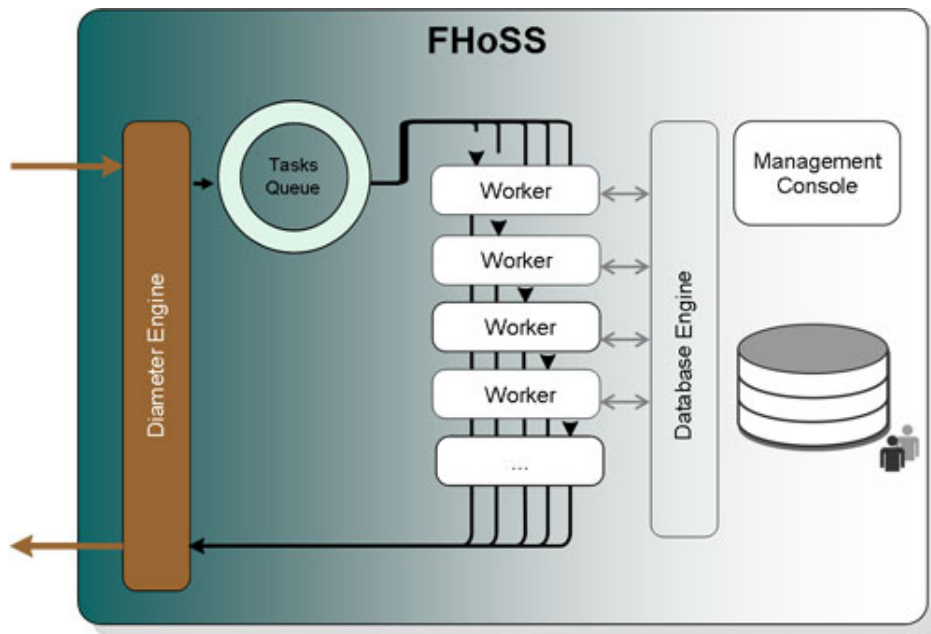 FHoSS
Diameter Engine
Tasks
Queue
Worker
Worker
Worker
Worker
...
Database Engine
Management
Console